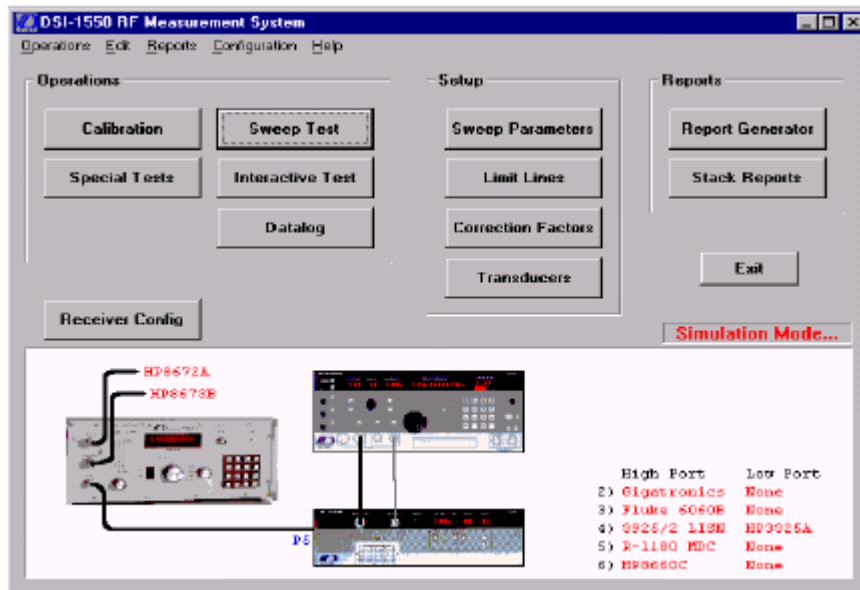 DSI-1550 RF Measurement System
Operations Edit Reports Configuration Help
Operations
Calibration
Sweep Test
Special Tests
Interactive Test
Datalog
Receiver Config
Setup
Sweep Parameters
Limit Lines
Correction Factors
Transducers
Reports
Report Generator
Stack Reports
Exit
Simulation Mode...
HP8672A
HP8673B
P5
High Port Low Port
2) Gigatronics None
3) Fluke 6060B None
4) 3925/2 LISN HP3325A
5) R-1180 MDC None
6) HP8660C None